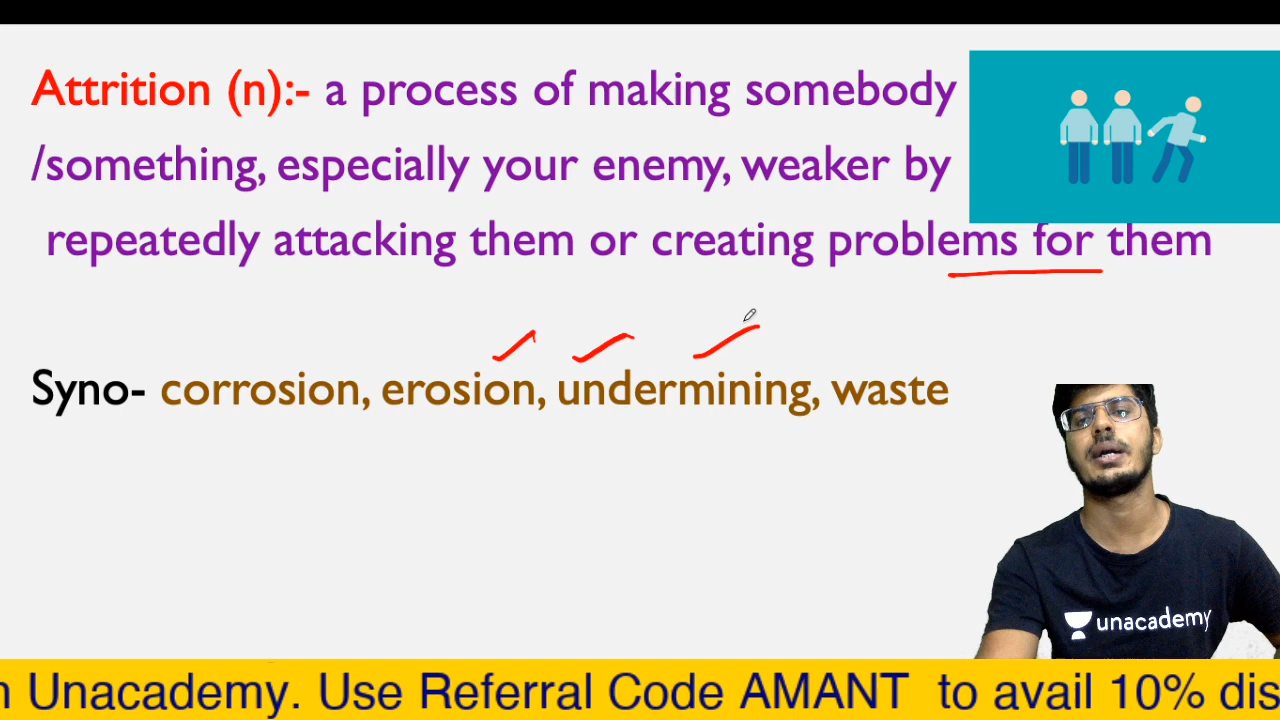 Attrition (n):- a process of making somebody
/something, especially your enemy, weaker by
repeatedly attacking them or creating problems for them
Syno- corrosion, erosion, undermining, waste
unacademy
Unacademy. Use Referral Code AMANT to avail 10%